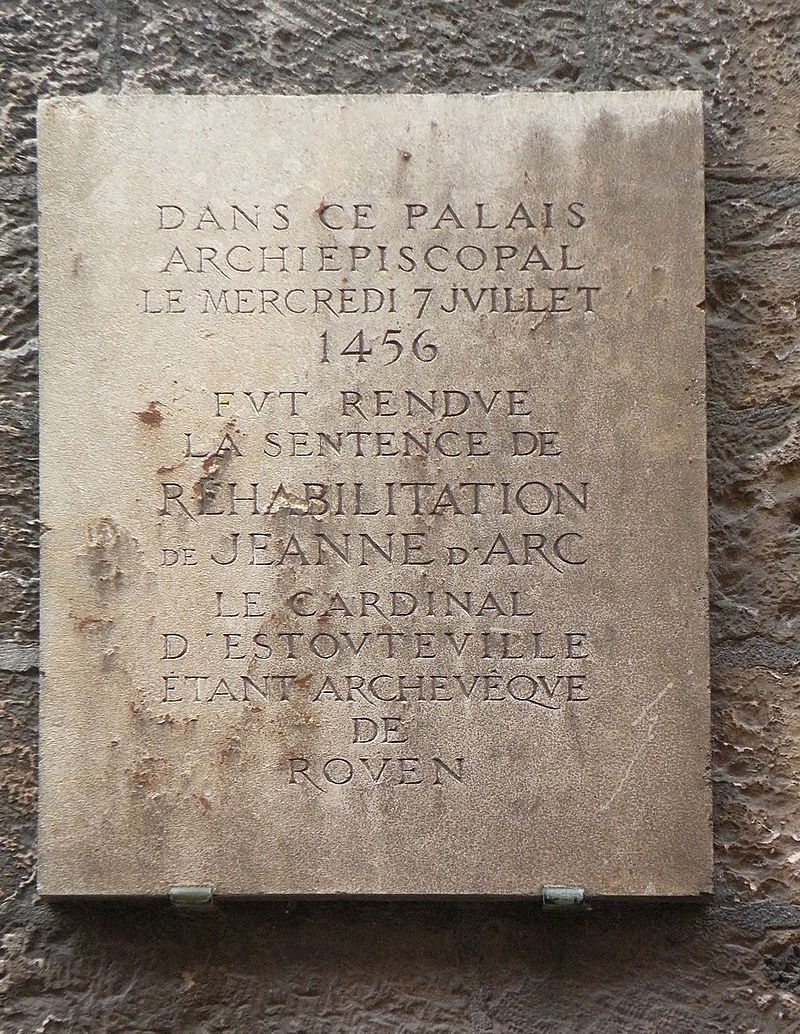 DANS CE PALAIS
ARCHIEPISCOPAL
LE MERCREDI 7 JVILLET
1456
FVT RENDVE
LA SENTENCE DE
RÉHABILITATION
DE JEANNE D'ARC
LE CARDINAL
D'ESTOVTEVILLE
ÉTANT ARCHEVÊQVE
DE
ROVEN